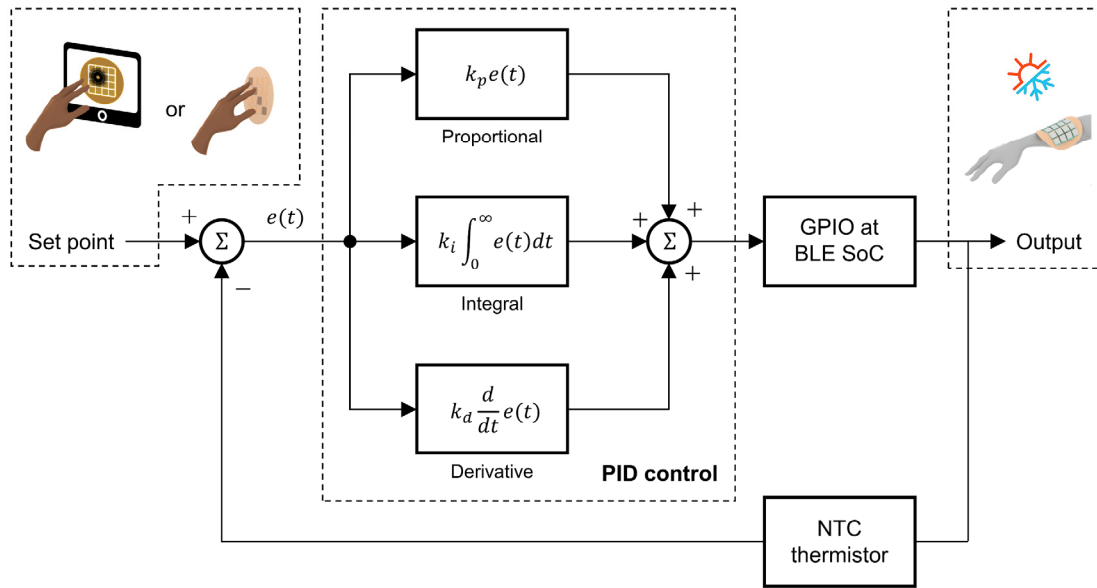 or
Set point
+
−
Σ
e(t)
k_p e(t)
Proportional
k_i ∫_0^∞ e(t)dt
Integral
k_d d/dt e(t)
Derivative
+
+
+
Σ
PID control
GPIO at
BLE SoC
Output
NTC
thermistor